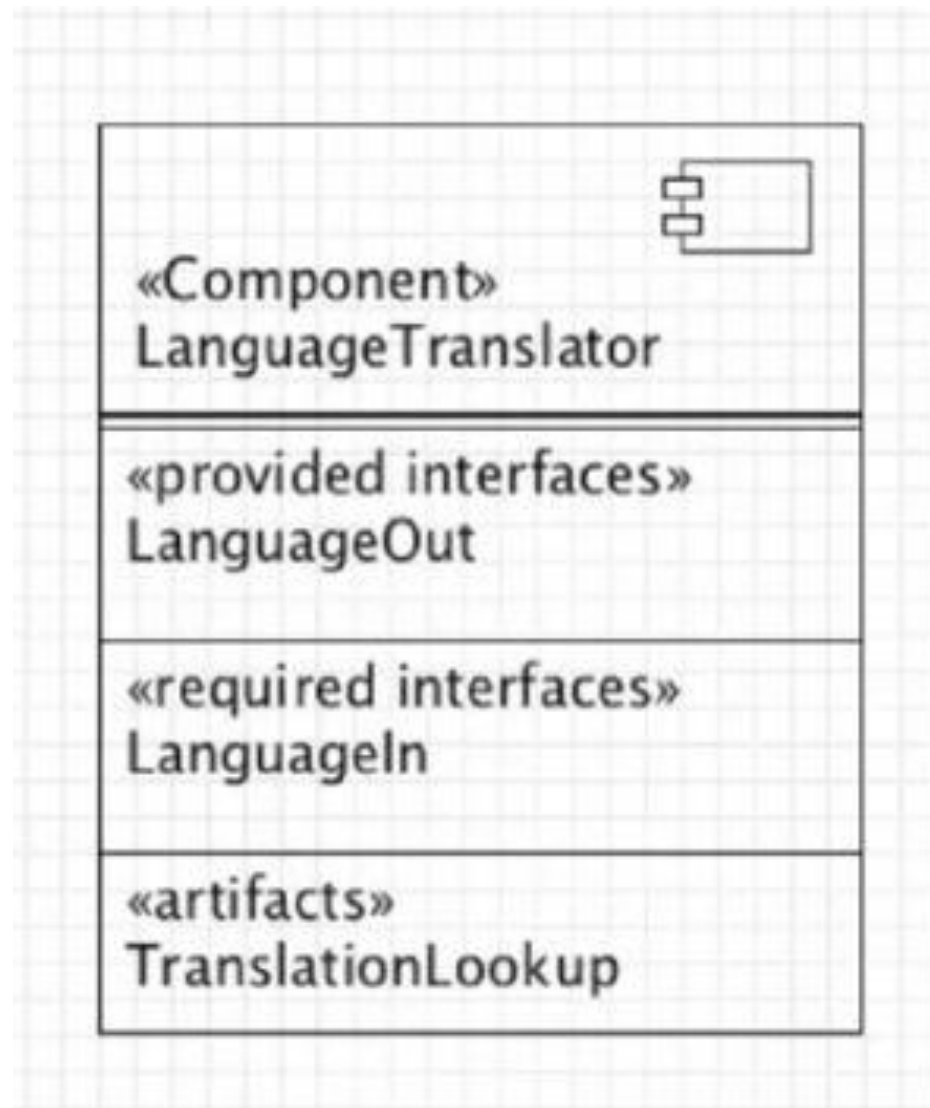 «Component»
LanguageTranslator
«provided interfaces»
LanguageOut
«required interfaces»
LanguageIn
«artifacts»
TranslationLookup